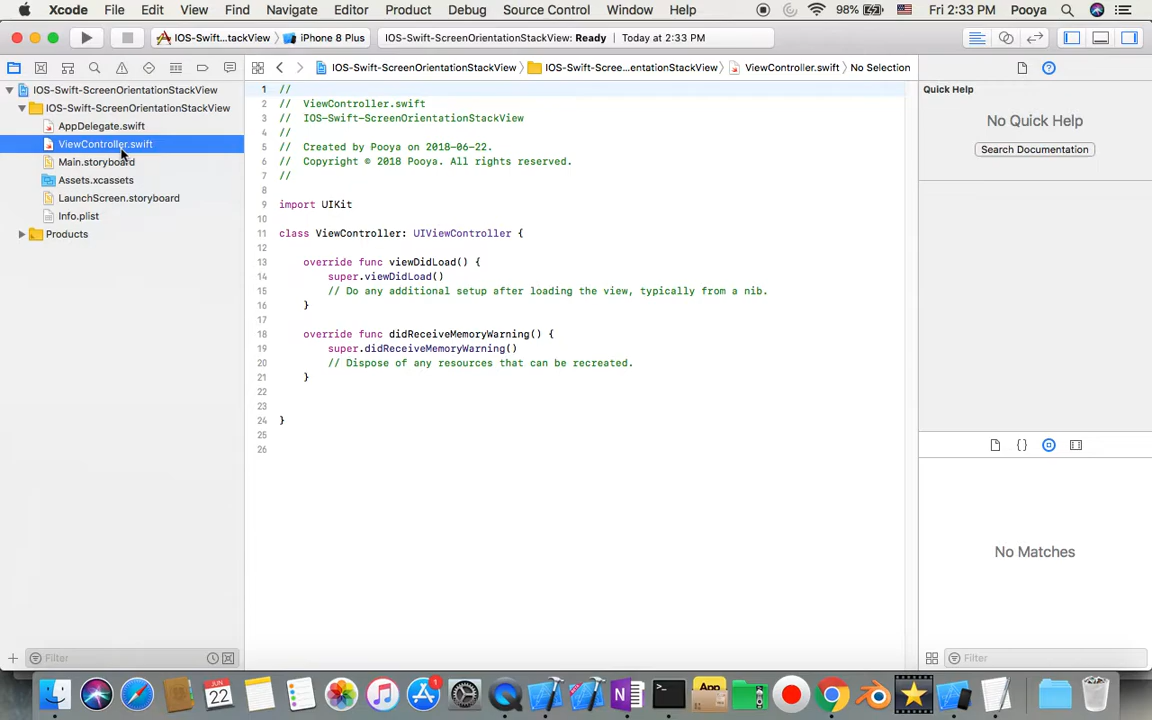 Xcode File Edit View Find Navigate Editor Product Debug Source Control Window Help 98% Fri 2:33 PM Pooya
IOS-Swift...tackView iPhone 8 Plus IOS-Swift-ScreenOrientationStackView: Ready Today at 2:33 PM
IOS-Swift-ScreenOrientationStackView IOS-Swift-Scree...entationStackView ViewController.swift No Selection
IOS-Swift-ScreenOrientationStackView
IOS-Swift-ScreenOrientationStackView
AppDelegate.swift
ViewController.swift
Main.storyboard
Assets.xcassets
LaunchScreen.storyboard
Info.plist
Products
Filter
1 //
2 // ViewController.swift
3 // IOS-Swift-ScreenOrientationStackView
4 //
5 // Created by Pooya on 2018-06-22.
6 // Copyright © 2018 Pooya. All rights reserved.
7 //
8
9 import UIKit
10
11 class ViewController: UIViewController {
12
13 override func viewDidLoad() {
14 super.viewDidLoad()
15 // Do any additional setup after loading the view, typically from a nib.
16 }
17
18 override func didReceiveMemoryWarning() {
19 super.didReceiveMemoryWarning()
20 // Dispose of any resources that can be recreated.
21 }
22
23
24 }
25
26
Quick Help
No Quick Help
Search Documentation
{ }
No Matches
Filter
JUN
22
1
App